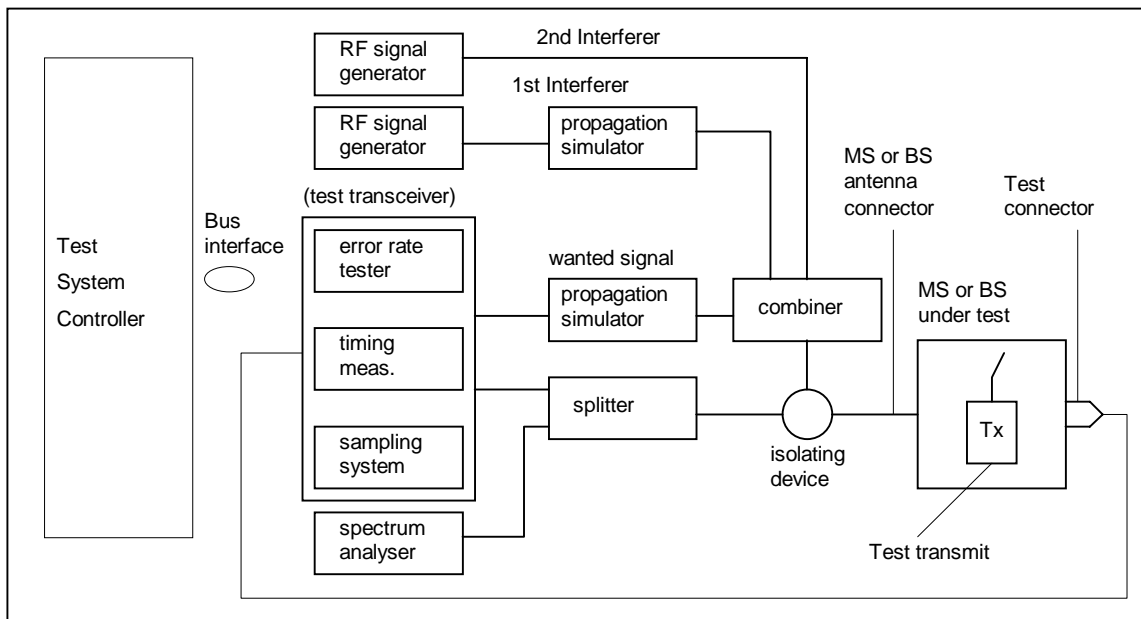 2nd Interferer
RF signal
generator
1st Interferer
RF signal
generator
propagation
simulator
(test transceiver)
MS or BS
antenna
connector
Test
connector
Bus
interface
Test
System
Controller
error rate
tester
wanted signal
propagation
simulator
combiner
MS or BS
under test
timing
meas.
splitter
Tx
sampling
system
isolating
device
spectrum
analyser
Test transmit